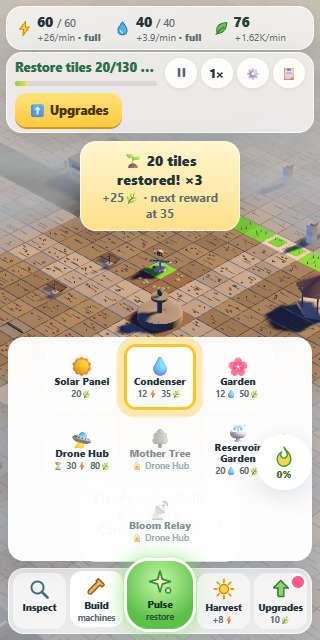 60 / 60
+26/min · full
40 / 40
+3.9/min · full
76
+1.62K/min
Restore tiles 20/130 ...
1×
Upgrades
20 tiles
restored! ×3
+25 · next reward
at 35
Solar Panel
20
Condenser
12 35
Garden
12 50
Drone Hub
30 80
Mother Tree
Drone Hub
Reservoir
Garden
20 60
0%
Bloom Relay
Drone Hub
Inspect
Build
machines
Pulse
restore
Harvest
+8
Upgrades
10